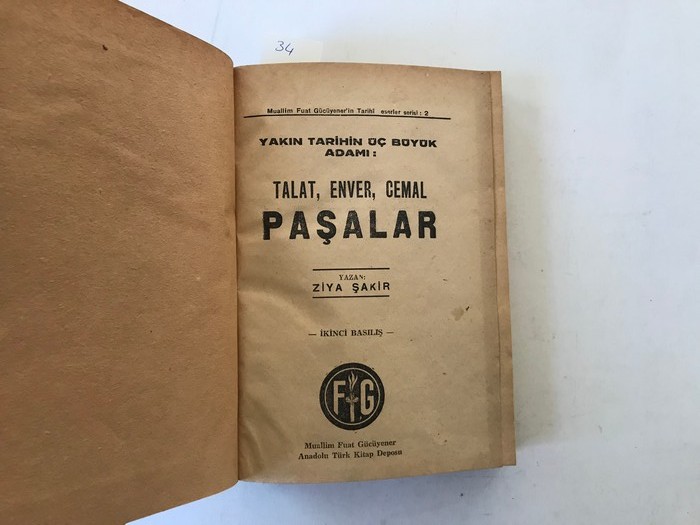 34
Muallim Fuat Gücüyener'in Tarihî eserler serisi : 2
YAKIN TARİHİN ÜÇ BÜYÜK
ADAMI :
TALAT, ENVER, CEMAL
PAŞALAR
YAZAN:
ZİYA ŞAKİR
— İKİNCİ BASILIŞ —
FG
Muallim Fuat Gücüyener
Anadolu Türk Kitap Deposu